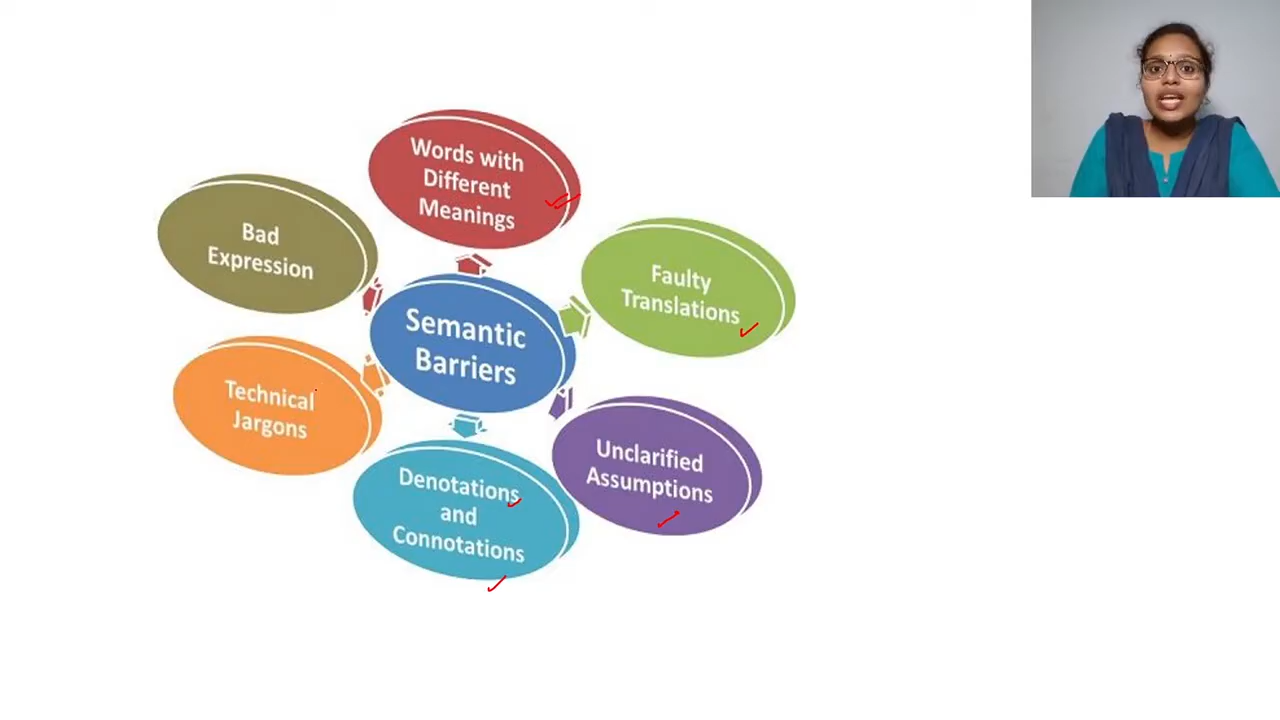 Words with
Different
Meanings
Bad
Expression
Faulty
Translations
Semantic
Barriers
Technical
Jargons
Unclarified
Assumptions
Denotations
and
Connotations